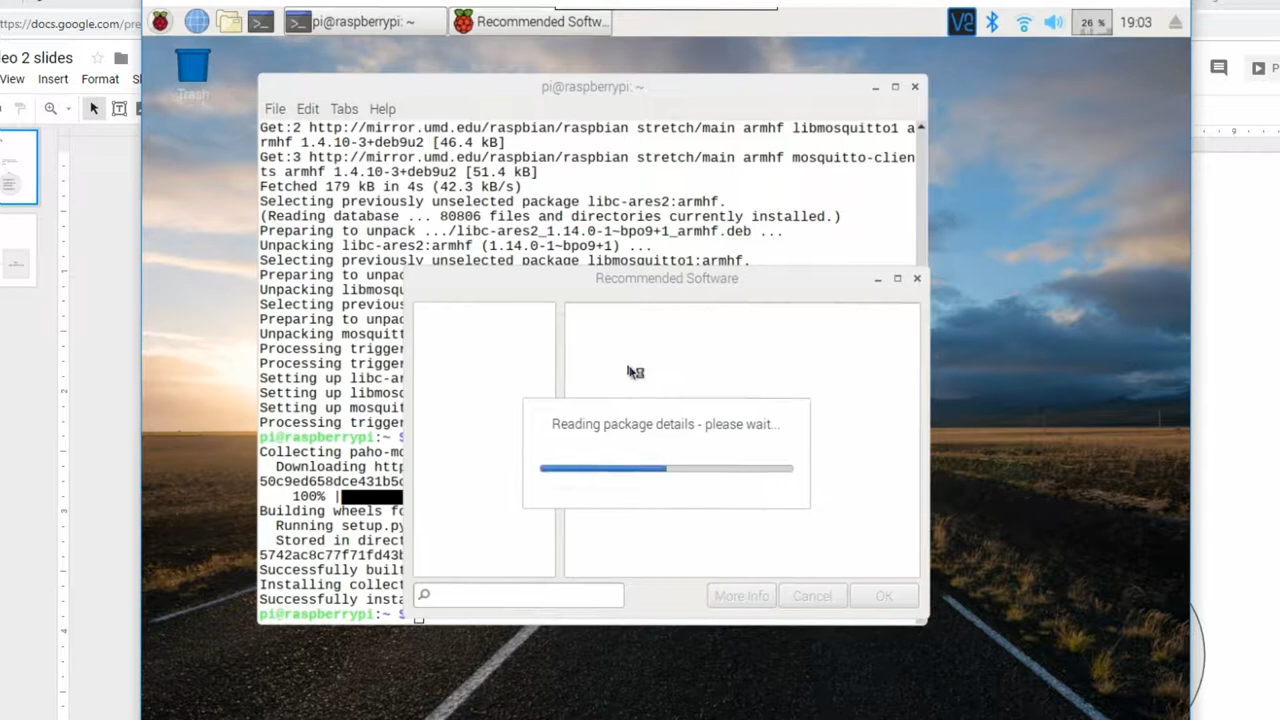 https://docs.google.com/pre
eo 2 slides
View Insert Format S
pi@raspberrypi: ~
Recommended Softw...
26 %
19:03
Trash
pi@raspberrypi: ~
File Edit Tabs Help
Get:2 http://mirror.umd.edu/raspbian/raspbian stretch/main armhf libmosquitto1 a
rmhf 1.4.10-3+deb9u2 [46.4 kB]
Get:3 http://mirror.umd.edu/raspbian/raspbian stretch/main armhf mosquitto-clien
ts armhf 1.4.10-3+deb9u2 [51.4 kB]
Fetched 179 kB in 4s (42.3 kB/s)
Selecting previously unselected package libc-ares2:armhf.
(Reading database ... 80806 files and directories currently installed.)
Preparing to unpack .../libc-ares2_1.14.0-1~bpo9+1_armhf.deb ...
Unpacking libc-ares2:armhf (1.14.0-1~bpo9+1) ...
Selecting previously unselected package libmosquitto1:armhf.
Preparing to unpac
Unpacking libmosqu
Selecting previous
Preparing to unpac
Unpacking mosquitt
Processing trigger
Processing trigger
Setting up libc-ar
Setting up libmosq
Setting up mosquit
Processing trigger
pi@raspberrypi:~ $
Collecting paho-mq
Downloading http
50c9ed658dce431b5c
100% |
Building wheels fo
Running setup.py
Stored in direct
5742ac8c77f71fd43b
Successfully built
Installing collect
Successfully insta
pi@raspberrypi:~ $
Recommended Software
Reading package details - please wait...
More Info Cancel OK